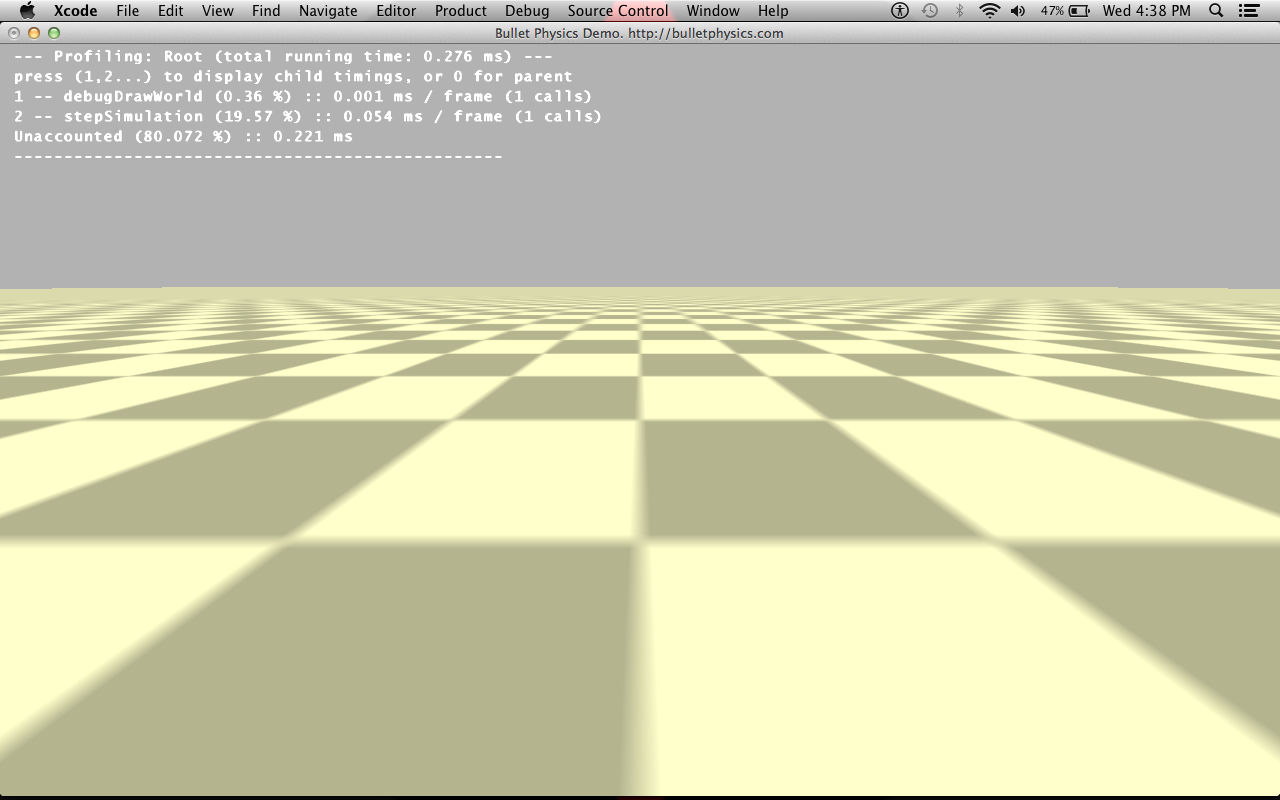 Xcode File Edit View Find Navigate Editor Product Debug Source Control Window Help 47% Wed 4:38 PM
Bullet Physics Demo. http://bulletphysics.com
--- Profiling: Root (total running time: 0.276 ms) ---
press (1,2...) to display child timings, or 0 for parent
1 -- debugDrawWorld (0.36 %) :: 0.001 ms / frame (1 calls)
2 -- stepSimulation (19.57 %) :: 0.054 ms / frame (1 calls)
Unaccounted (80.072 %) :: 0.221 ms
-------------------------------------------------